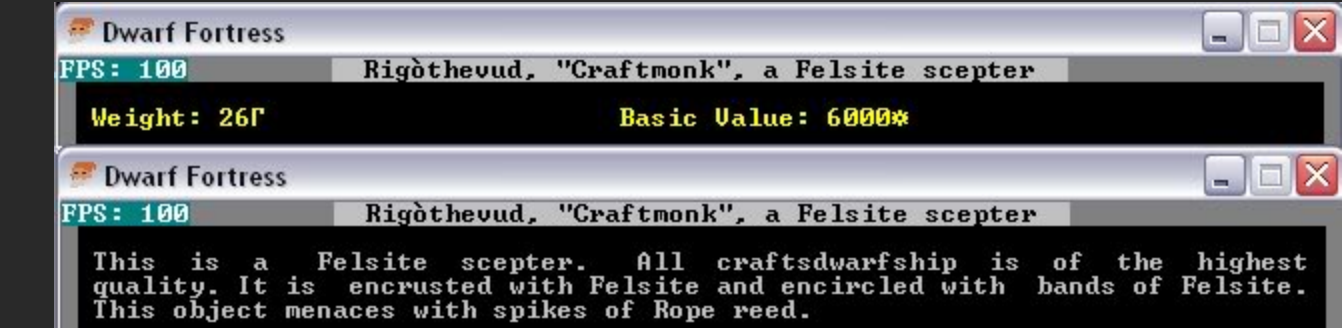 Dwarf Fortress
FPS: 100 Rigòthevud, "Craftmonk", a Felsite scepter
Weight: 26Γ Basic Value: 6000☼
Dwarf Fortress
FPS: 100 Rigòthevud, "Craftmonk", a Felsite scepter
This is a Felsite scepter. All craftsdwarfship is of the highest
quality. It is encrusted with Felsite and encircled with bands of Felsite.
This object menaces with spikes of Rope reed.